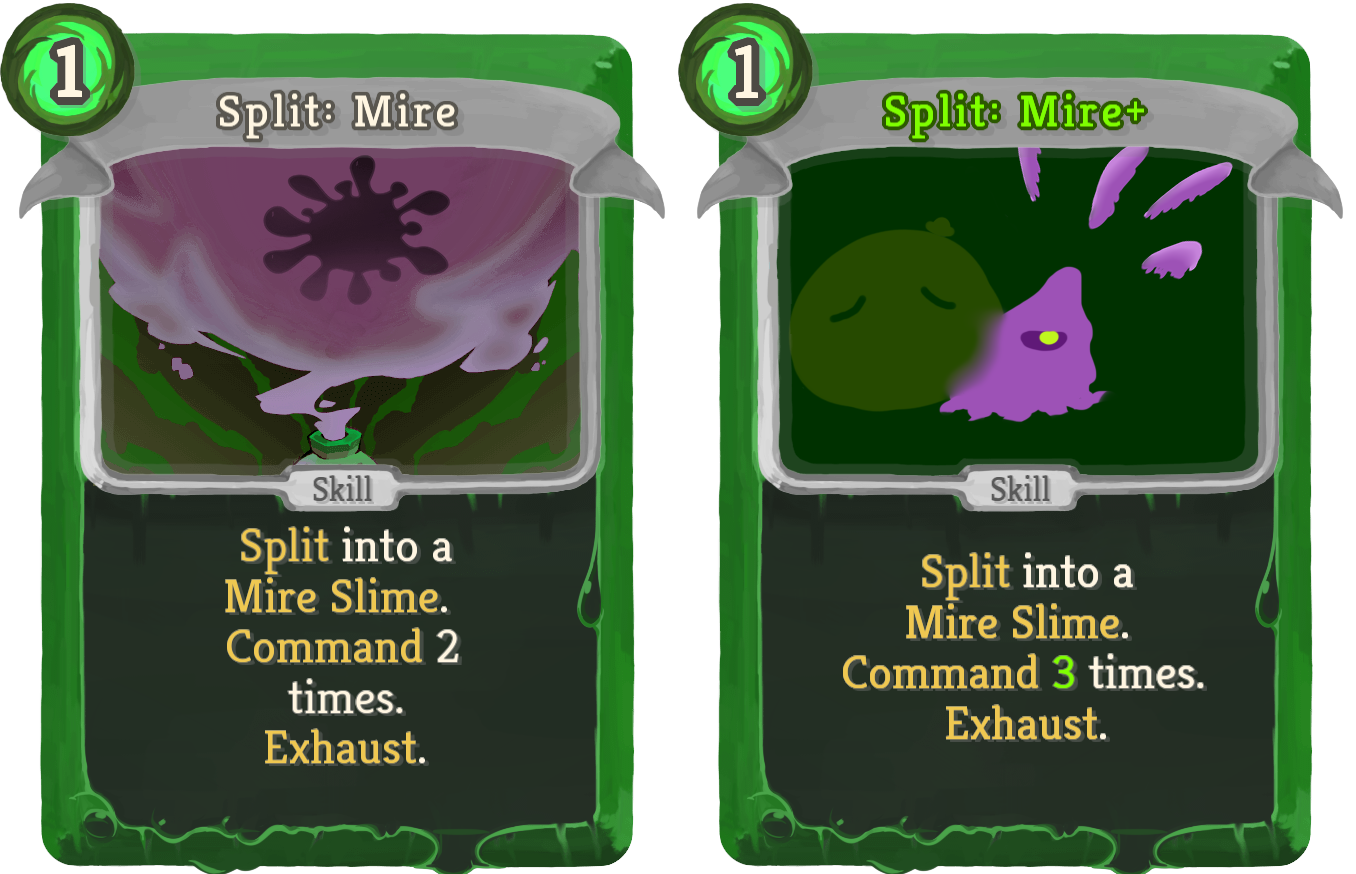 1
Split: Mire
Skill
Split into a
Mire Slime.
Command 2
times.
Exhaust.
1
Split: Mire+
Skill
Split into a
Mire Slime.
Command 3 times.
Exhaust.